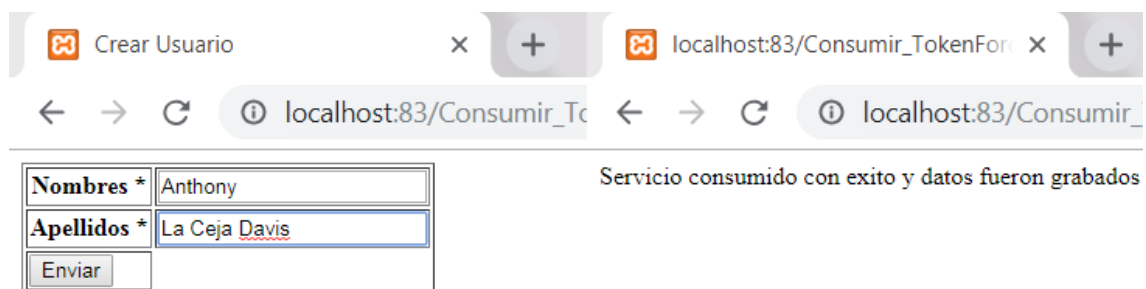 Crear Usuario
localhost:83/Consumir_TokenFor
localhost:83/Consumir_To
localhost:83/Consumir_
Nombres * Anthony
Apellidos * La Ceja Davis
Enviar
Servicio consumido con exito y datos fueron grabados